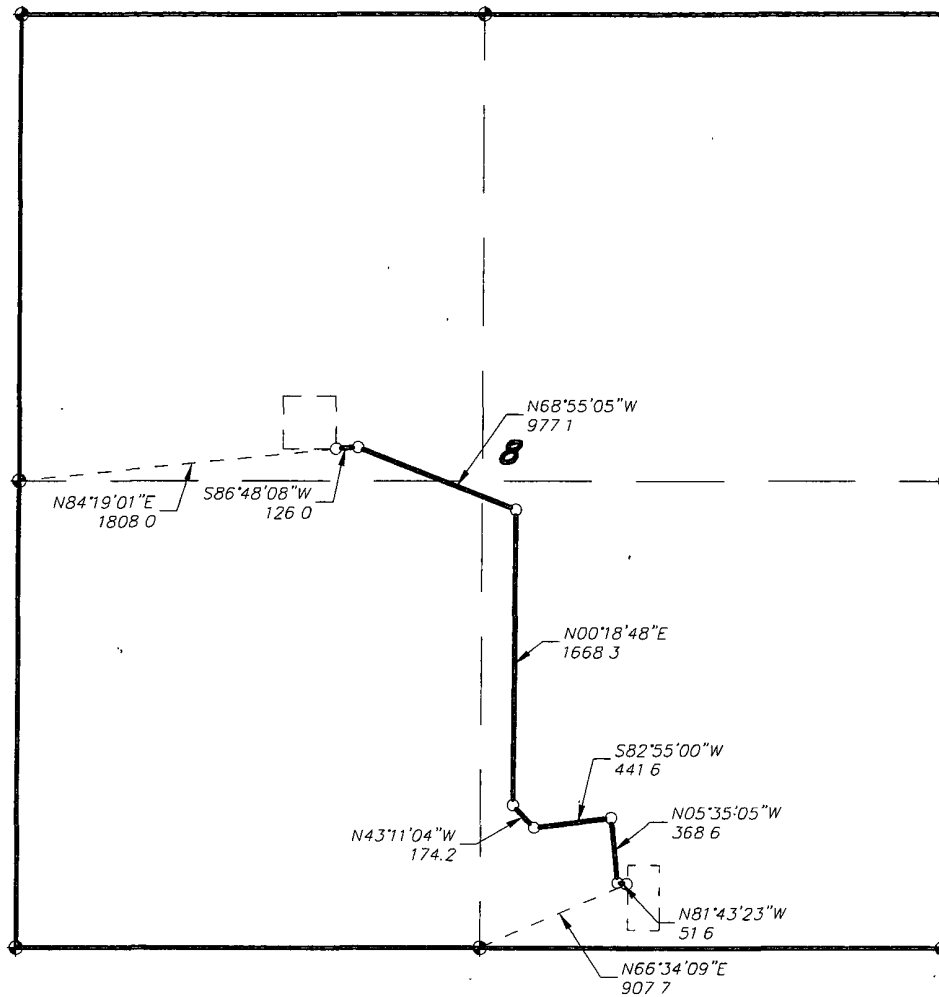 N68°55'05"W
977 1
8
N84°19'01"E
1808 0
S86°48'08"W
126 0
N00°18'48"E
1668 3
S82°55'00"W
441 6
N43°11'04"W
174.2
N05°35'05"W
368 6
N81°43'23"W
51 6
N66°34'09"E
907 7